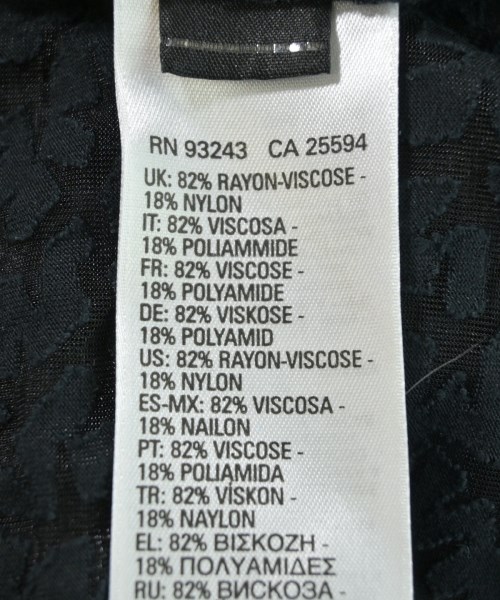 RN 93243 CA 25594
UK: 82% RAYON-VISCOSE -
18% NYLON
IT: 82% VISCOSA -
18% POLIAMMIDE
FR: 82% VISCOSE -
18% POLYAMIDE
DE: 82% VISKOSE -
18% POLYAMID
US: 82% RAYON-VISCOSE -
18% NYLON
ES-MX: 82% VISCOSA -
18% NAILON
PT: 82% VISCOSE -
18% POLIAMIDA
TR: 82% VİSKON -
18% NAYLON
EL: 82% ΒΙΣΚΟΖΗ -
18% ΠΟΛΥΑΜΙΔΕΣ
RU: 82% ВИСКОЗА -